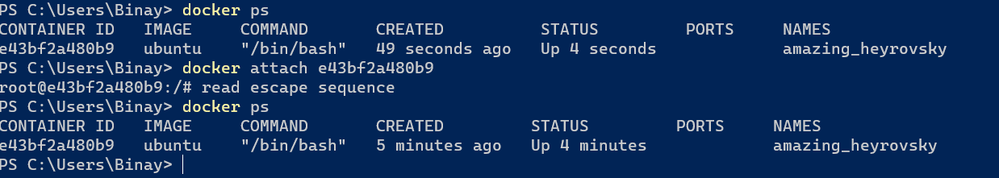 PS C:\Users\Binay> docker ps
CONTAINER ID   IMAGE     COMMAND       CREATED          STATUS         PORTS     NAMES
e43bf2a480b9   ubuntu    "/bin/bash"   49 seconds ago   Up 4 seconds             amazing_heyrovsky
PS C:\Users\Binay> docker attach e43bf2a480b9
root@e43bf2a480b9:/# read escape sequence
PS C:\Users\Binay> docker ps
CONTAINER ID   IMAGE     COMMAND       CREATED         STATUS         PORTS     NAMES
e43bf2a480b9   ubuntu    "/bin/bash"   5 minutes ago   Up 4 minutes             amazing_heyrovsky
PS C:\Users\Binay>